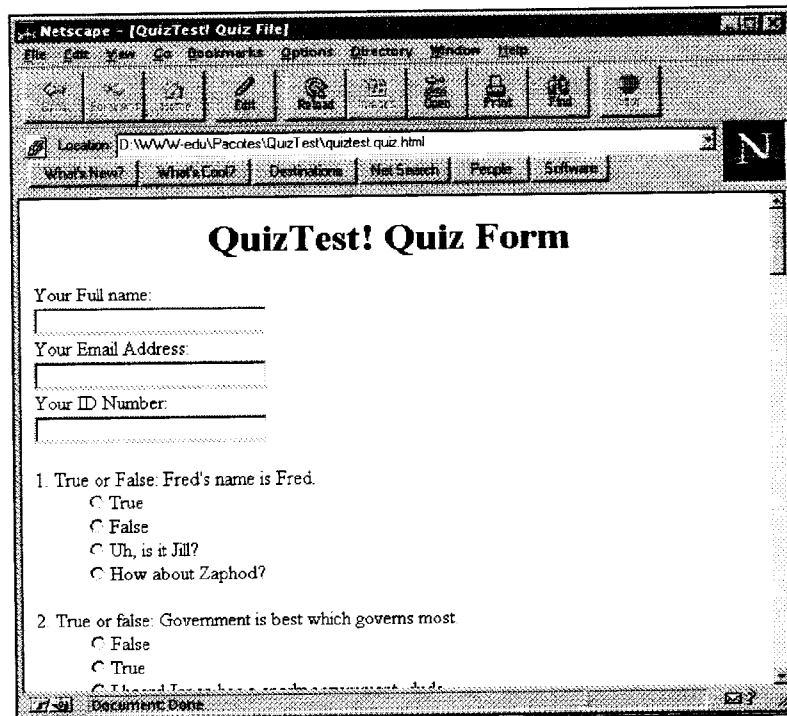 Netscape - [QuizTest! Quiz File]
File Edit View Go Bookmarks Options Directory Window Help
Edit Reload Open Print Find
Location: D:\WWW-edu\Pacotes\QuizTest\quiztest.quiz.html
What's New? What's Cool? Destinations Net Search People Software
N
QuizTest! Quiz Form
Your Full name:
Your Email Address:
Your ID Number:
1. True or False: Fred's name is Fred.
True
False
Uh, is it Jill?
How about Zaphod?
2. True or false: Government is best which governs most.
False
True
Document: Done